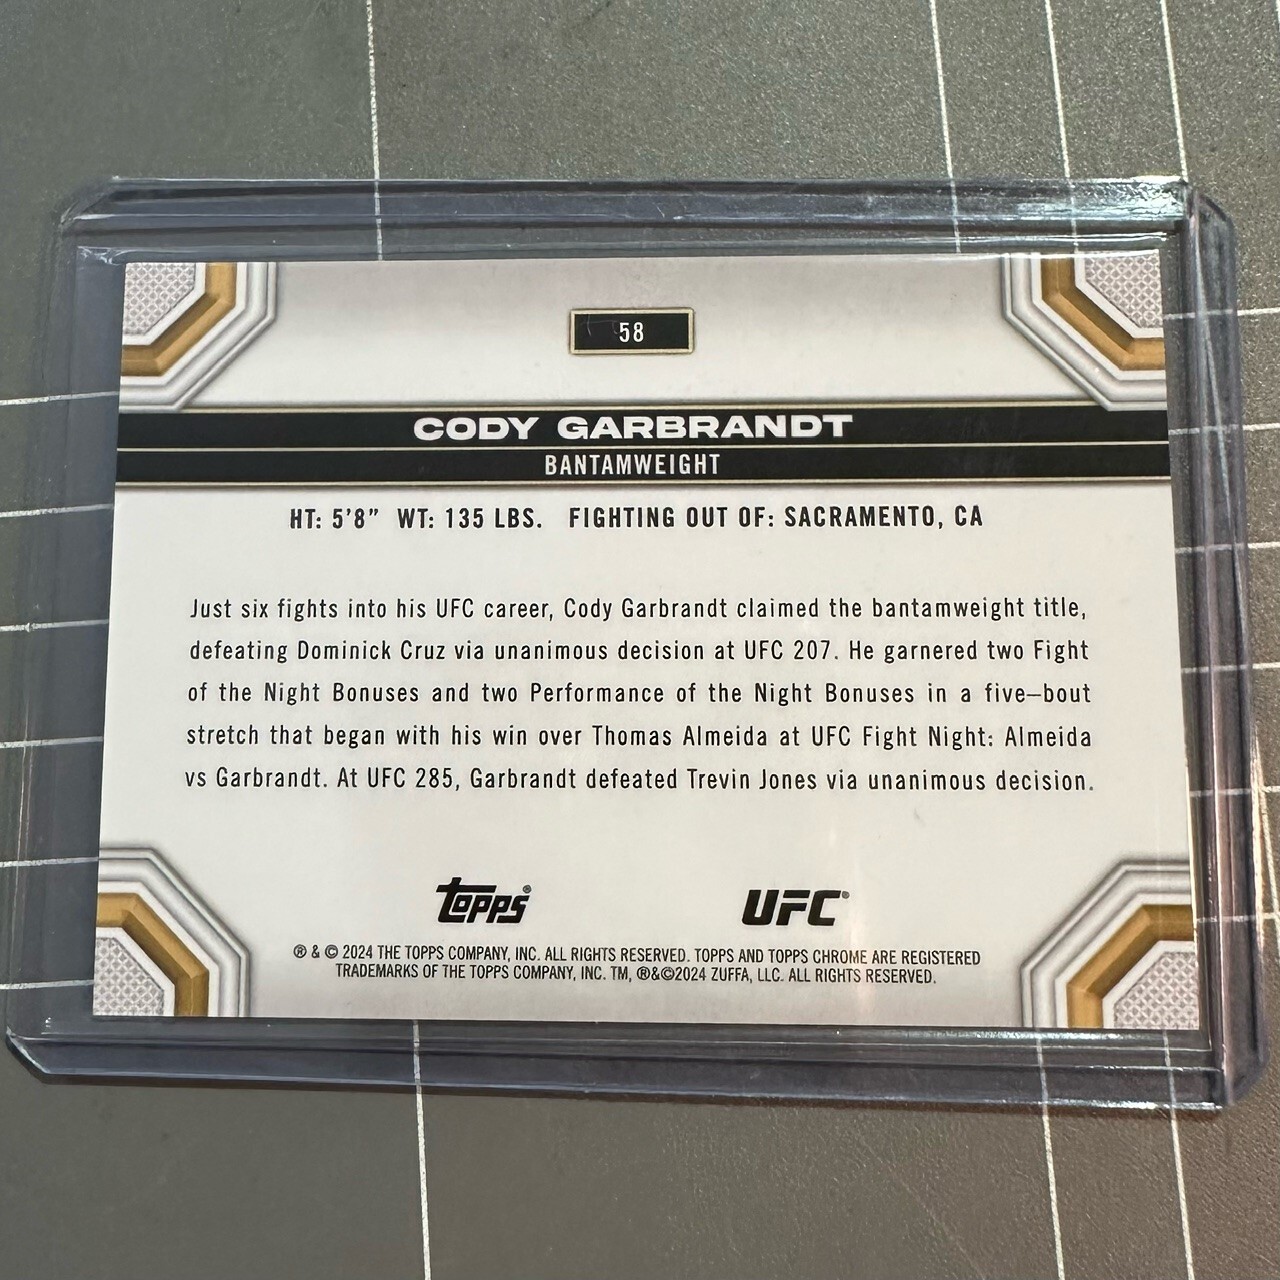 58
CODY GARBRANDT
BANTAMWEIGHT
HT: 5'8" WT: 135 LBS. FIGHTING OUT OF: SACRAMENTO, CA
Just six fights into his UFC career, Cody Garbrandt claimed the bantamweight title,
defeating Dominick Cruz via unanimous decision at UFC 207. He garnered two Fight
of the Night Bonuses and two Performance of the Night Bonuses in a five–bout
stretch that began with his win over Thomas Almeida at UFC Fight Night: Almeida
vs Garbrandt. At UFC 285, Garbrandt defeated Trevin Jones via unanimous decision.
topps® UFC®
® & © 2024 THE TOPPS COMPANY, INC. ALL RIGHTS RESERVED. TOPPS AND TOPPS CHROME ARE REGISTERED
TRADEMARKS OF THE TOPPS COMPANY, INC. TM, ®&©2024 ZUFFA, LLC. ALL RIGHTS RESERVED.